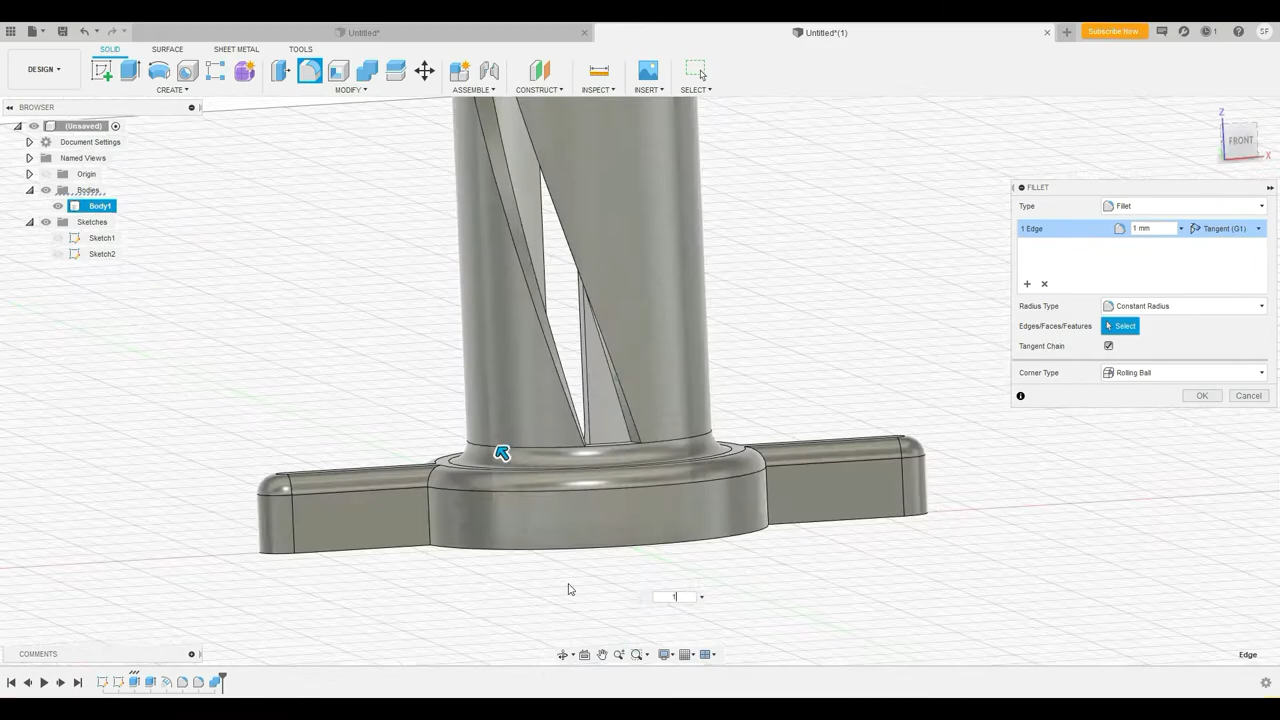 Untitled*
Untitled*(1)
Subscribe Now
1
SF
SOLID
SURFACE
SHEET METAL
TOOLS
DESIGN
CREATE
MODIFY
ASSEMBLE
CONSTRUCT
INSPECT
INSERT
SELECT
BROWSER
(Unsaved)
Document Settings
Named Views
Origin
Bodies
Body1
Sketches
Sketch1
Sketch2
Z
FRONT
X
FILLET
Type
Fillet
1 Edge
1 mm
Tangent (G1)
Radius Type
Constant Radius
Edges/Faces/Features
Select
Tangent Chain
Corner Type
Rolling Ball
OK
Cancel
1
COMMENTS
Edge